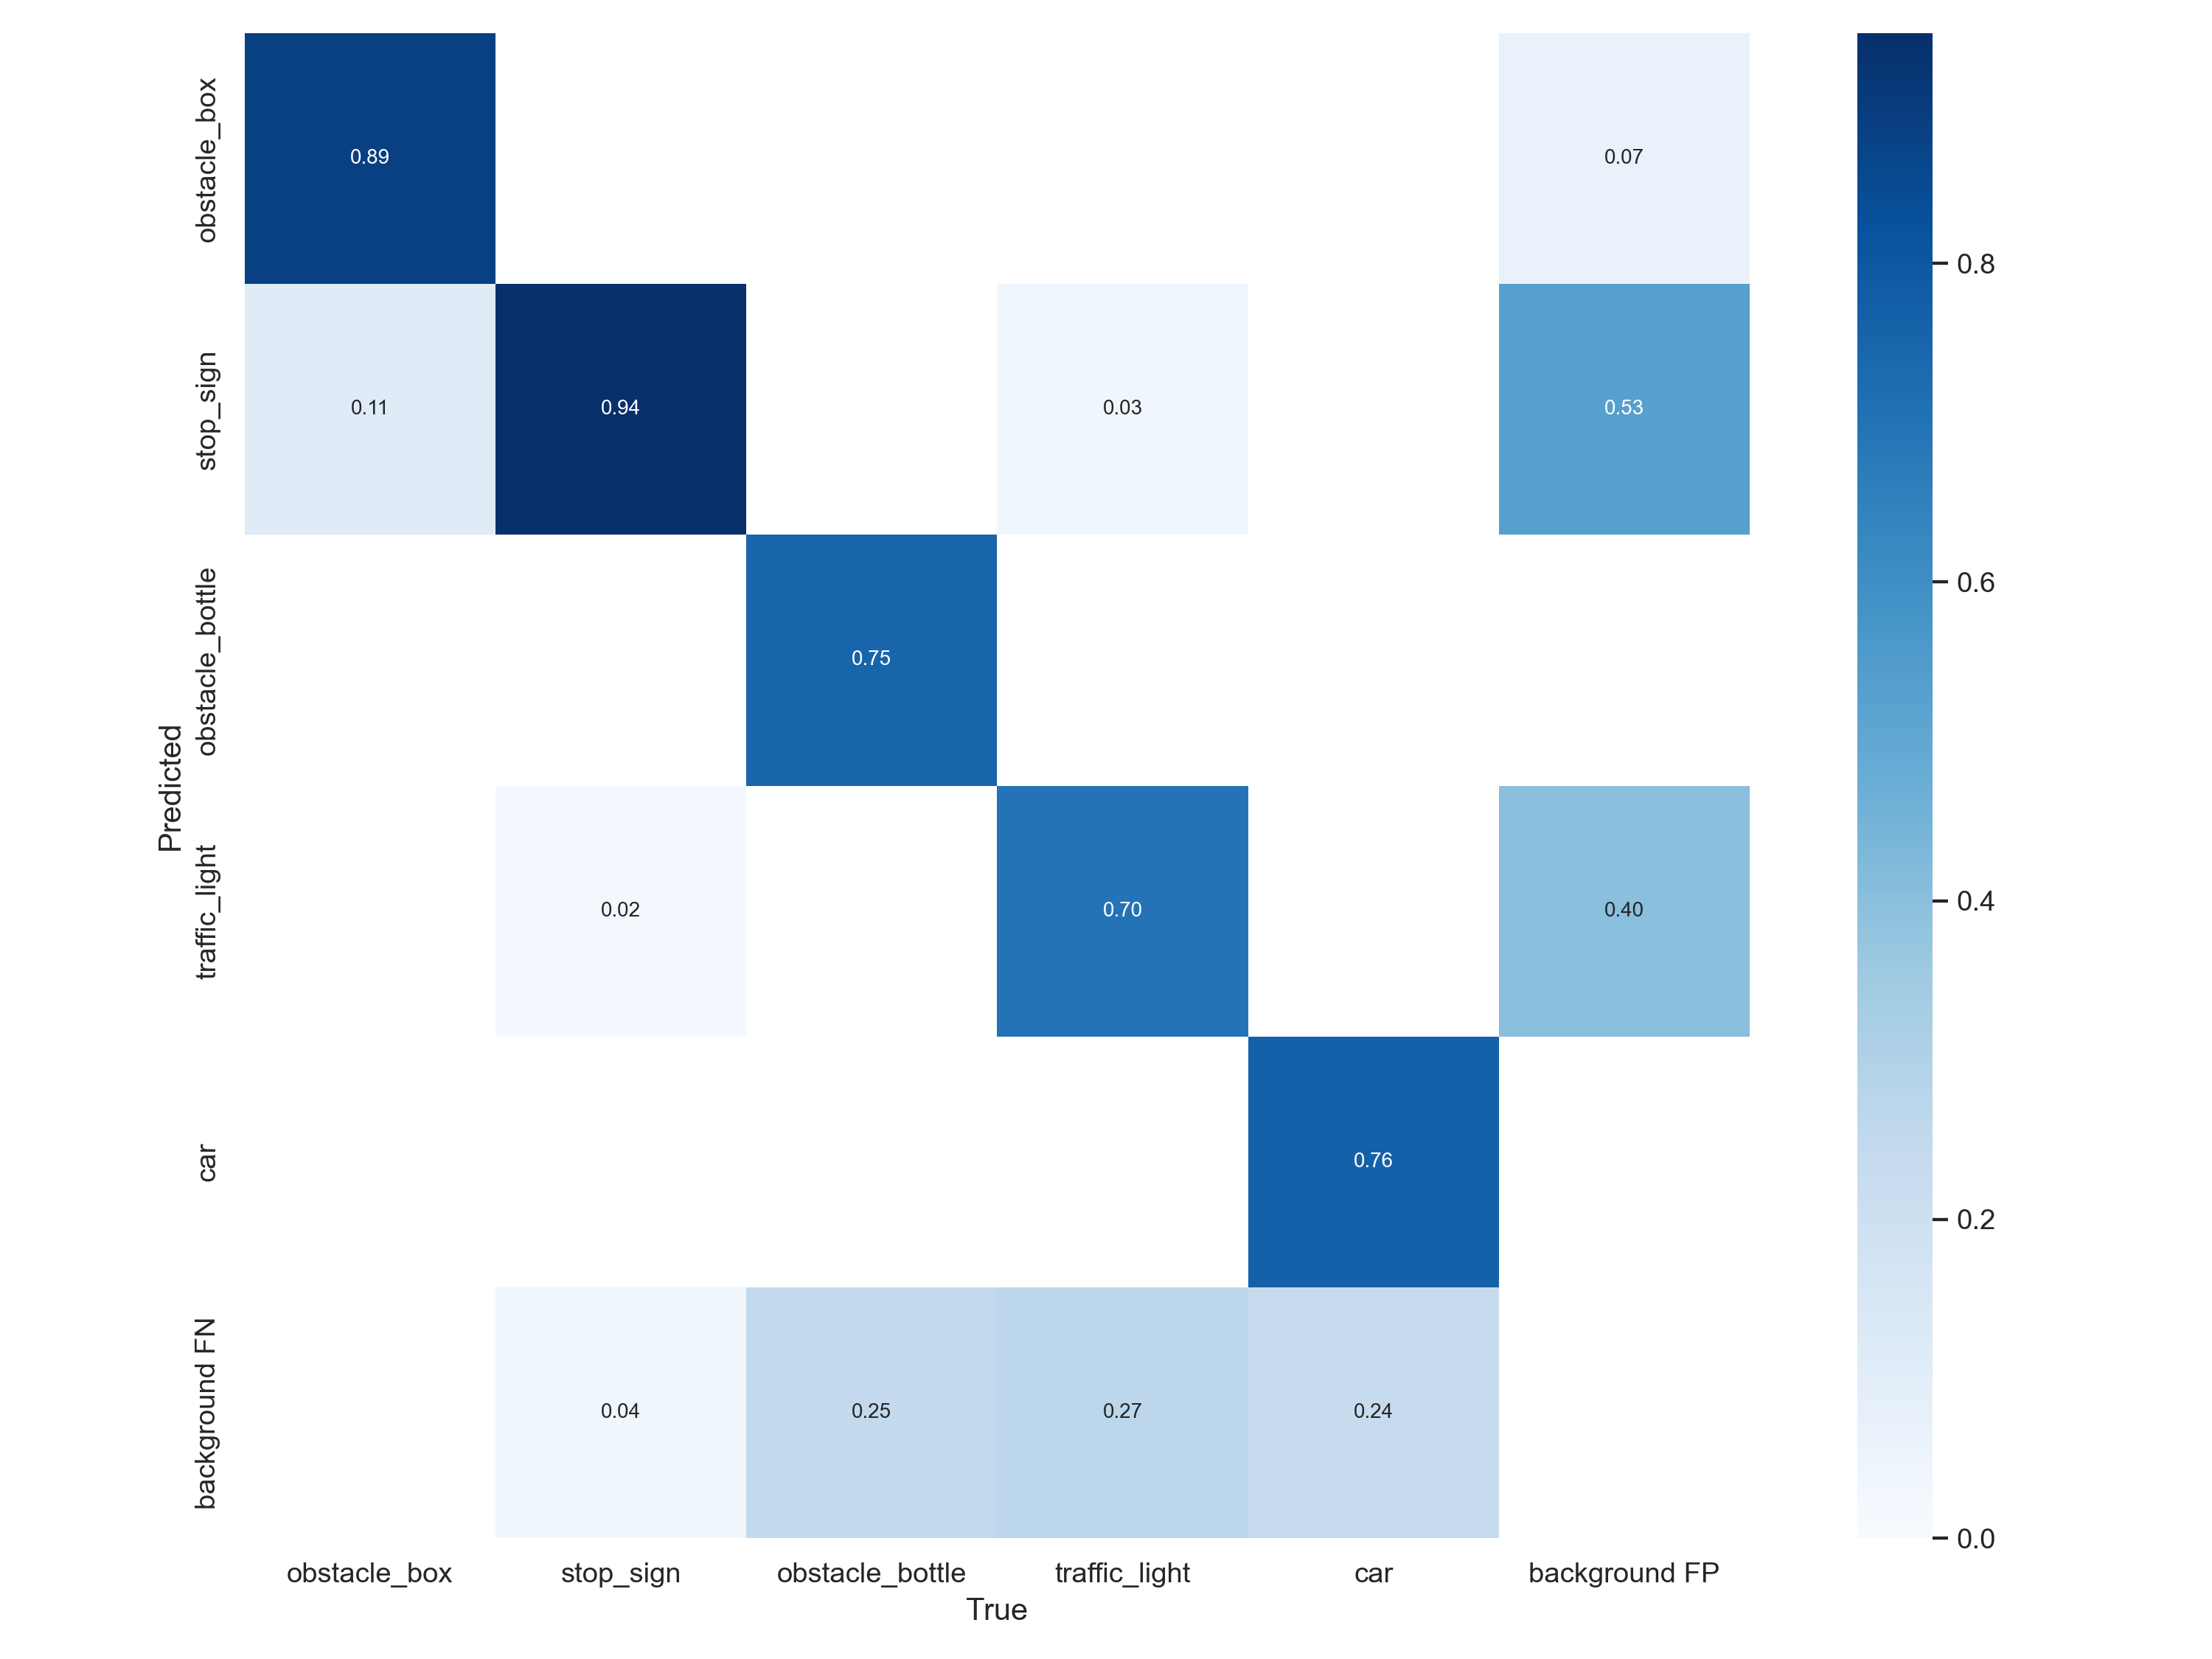 obstacle_box
0.89
0.07
stop_sign
0.11
0.94
0.03
0.53
obstacle_bottle
0.75
Predicted
traffic_light
0.02
0.70
0.40
car
0.76
background FN
0.04
0.25
0.27
0.24
obstacle_box
stop_sign
obstacle_bottle
traffic_light
car
background FP
True
0.8
0.6
0.4
0.2
0.0